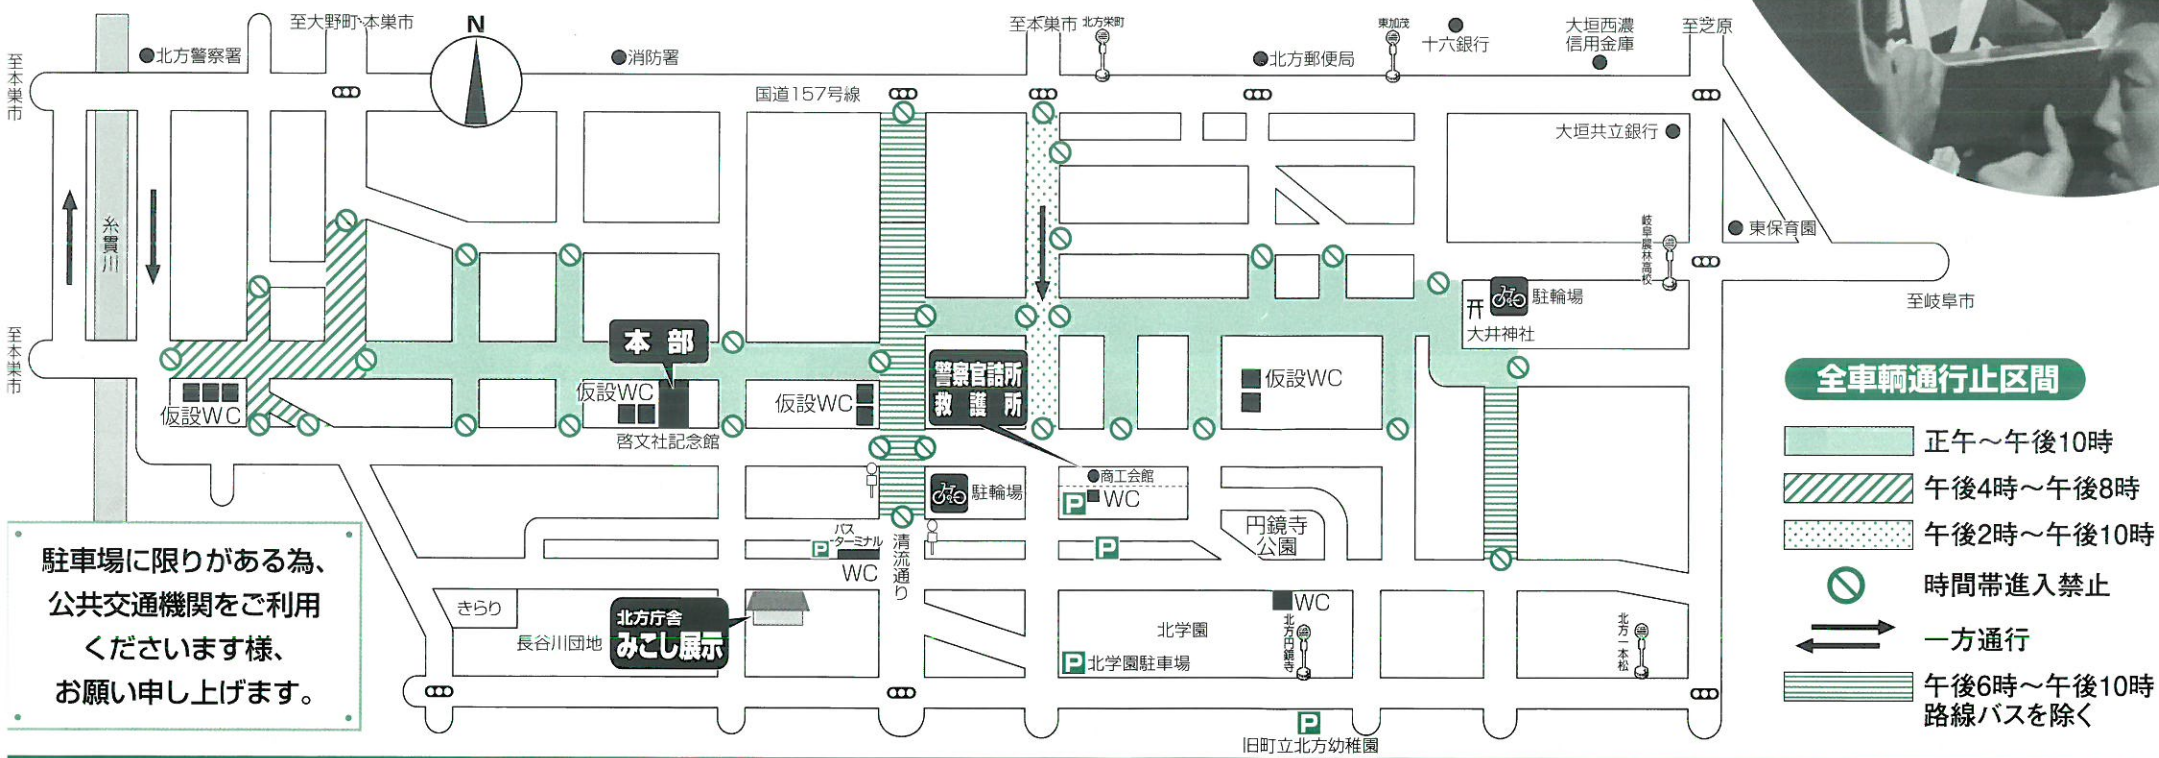 至大野町・本巣市
N
至本巣市
北方栄町
東加茂
十六銀行
大垣西濃
信用金庫
至芝原
至本巣市
北方警察署
消防署
北方郵便局
国道157号線
大垣共立銀行
糸貫川
岐阜農林高校
東保育園
駐輪場
大井神社
至岐阜市
至本巣市
本部
警察官詰所
救護所
仮設WC
仮設WC
仮設WC
仮設WC
啓文社記念館
商工会館
P
WC
駐輪場
円鏡寺
公園
バス
ターミナル
P
WC
清流通り
P
きらり
長谷川団地
北方庁舎
みこし展示
WC
北学園
北方円鏡寺
北方一本松
P
北学園駐車場
P
旧町立北方幼稚園
駐車場に限りがある為、
公共交通機関をご利用
くださいます様、
お願い申し上げます。
全車輌通行止区間
正午～午後10時
午後4時～午後8時
午後2時～午後10時
時間帯進入禁止
一方通行
午後6時～午後10時
路線バスを除く